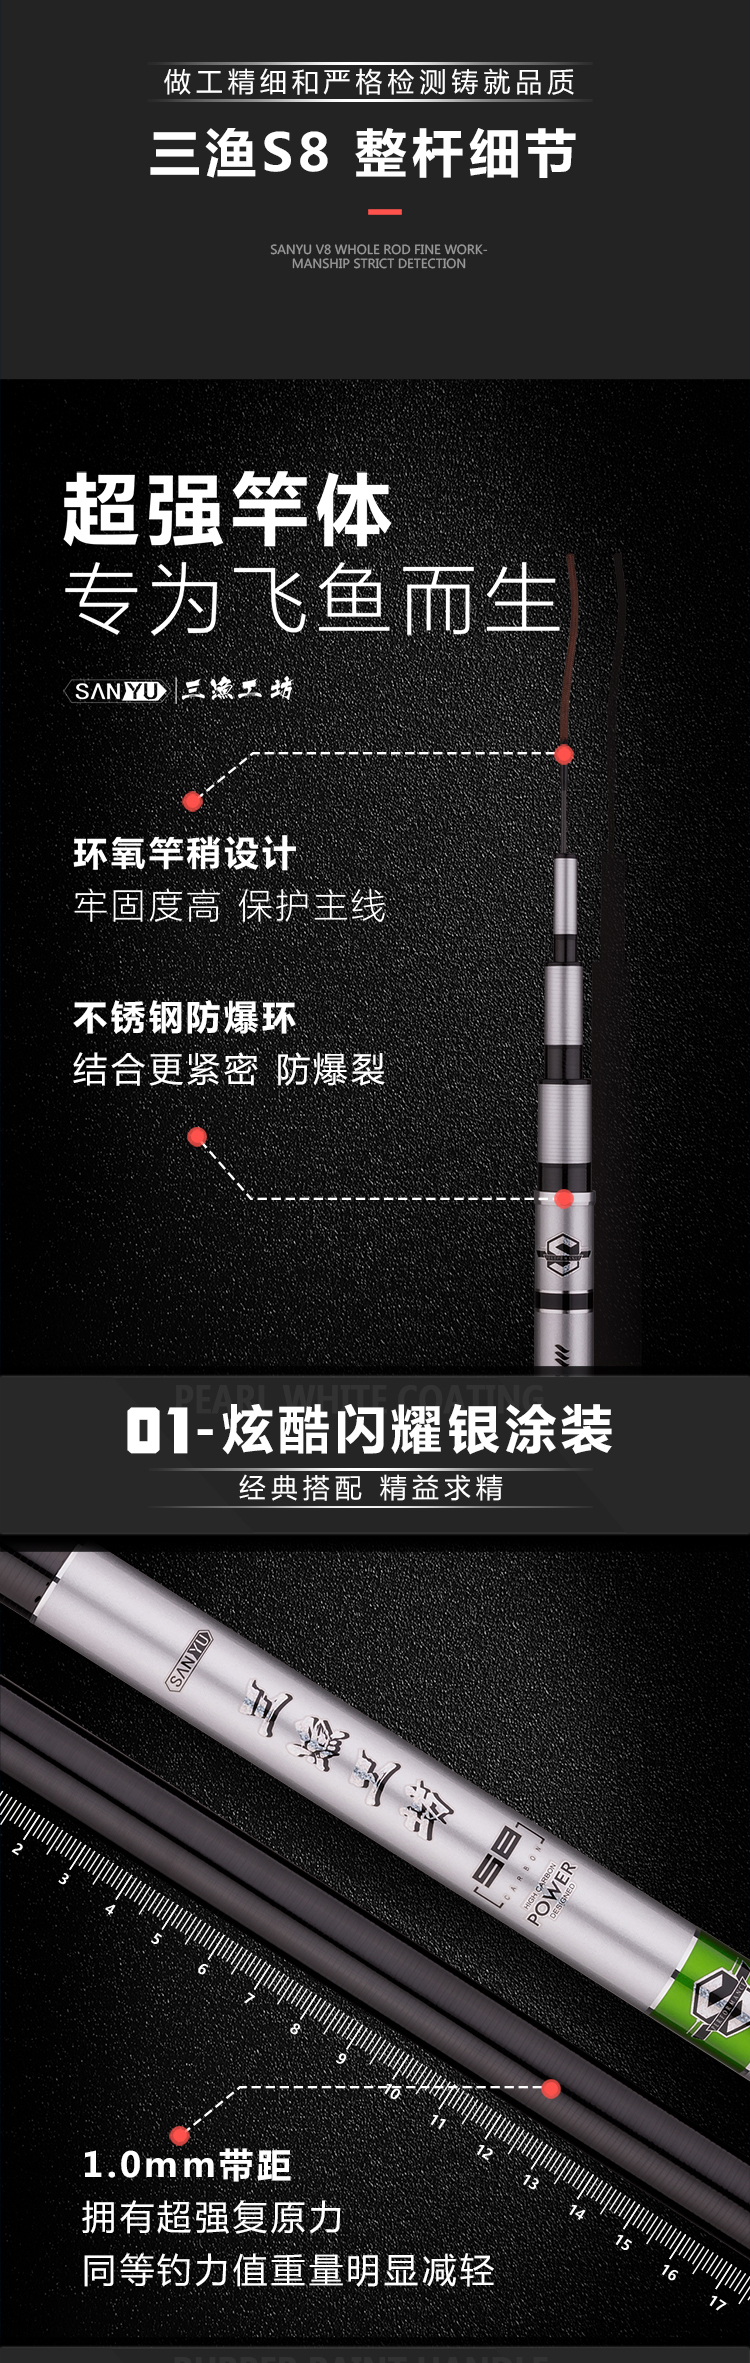 做工精细和严格检测铸就品质
三渔S8 整杆细节
SANYU V8 WHOLE ROD FINE WORK-
MANSHIP STRICT DETECTION
超强竿体
专为飞鱼而生
SANYU 三漁工坊
环氧竿稍设计
牢固度高 保护主线
不锈钢防爆环
结合更紧密 防爆裂
PEARL WHITE COATING
01-炫酷闪耀银涂装
经典搭配 精益求精
SANYU
三漁工坊
[S8]
CARBON
HIGH CARBON
POWER
DESIGNED
2
3
4
5
6
7
8
9
10
11
12
13
14
15
16
17
1.0mm带距
拥有超强复原力
同等钓力值重量明显减轻